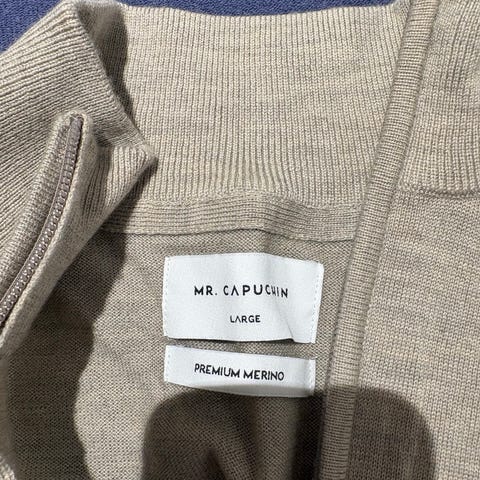 MR. CAPUCHIN
LARGE
PREMIUM MERINO